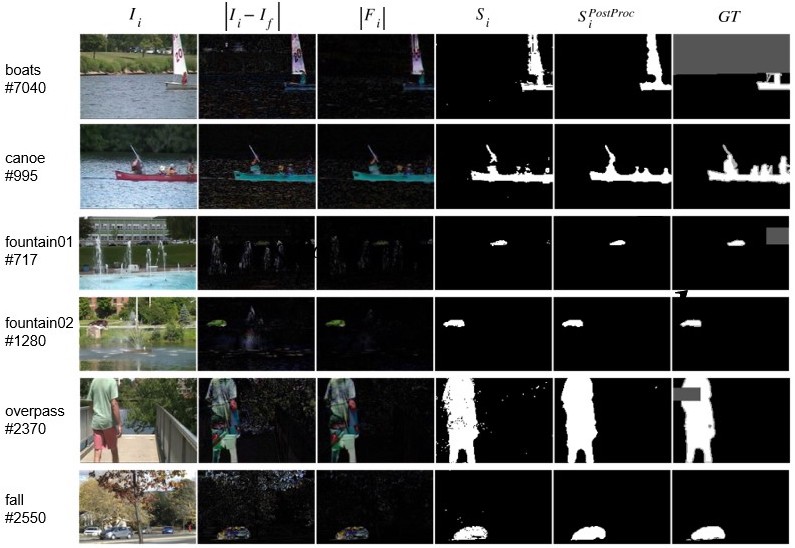 I_i |I_i − I_f| |F_i| S_i S_i^PostProc GT
boats
#7040
canoe
#995
fountain01
#717
fountain02
#1280
overpass
#2370
fall
#2550